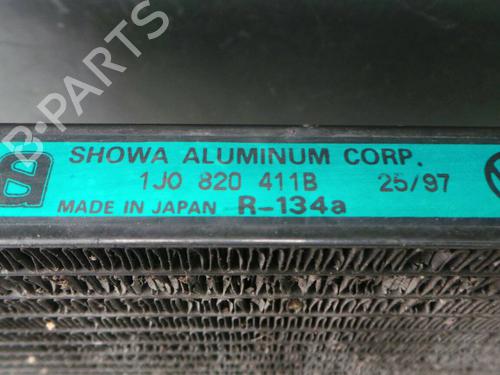 B-PARTS
SHOWA ALUMINUM CORP.
1J0 820 411B 25/97
MADE IN JAPAN R-134a